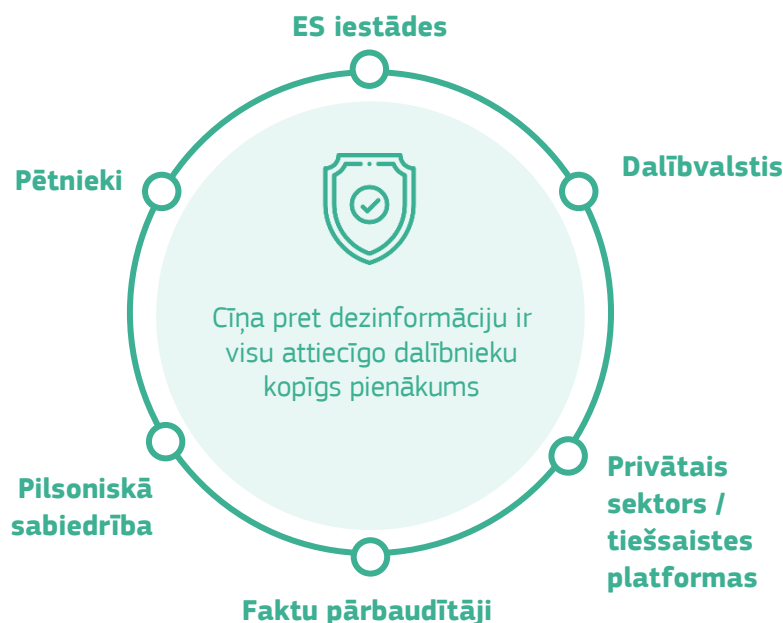 ES iestādes
Dalībvalstis
Pētnieki
Cīņa pret dezinformāciju ir
visu attiecīgo dalībnieku
kopīgs pienākums
Privātais
sektors /
tiešsaistes
platformas
Pilsoniskā
sabiedrība
Faktu pārbaudītāji